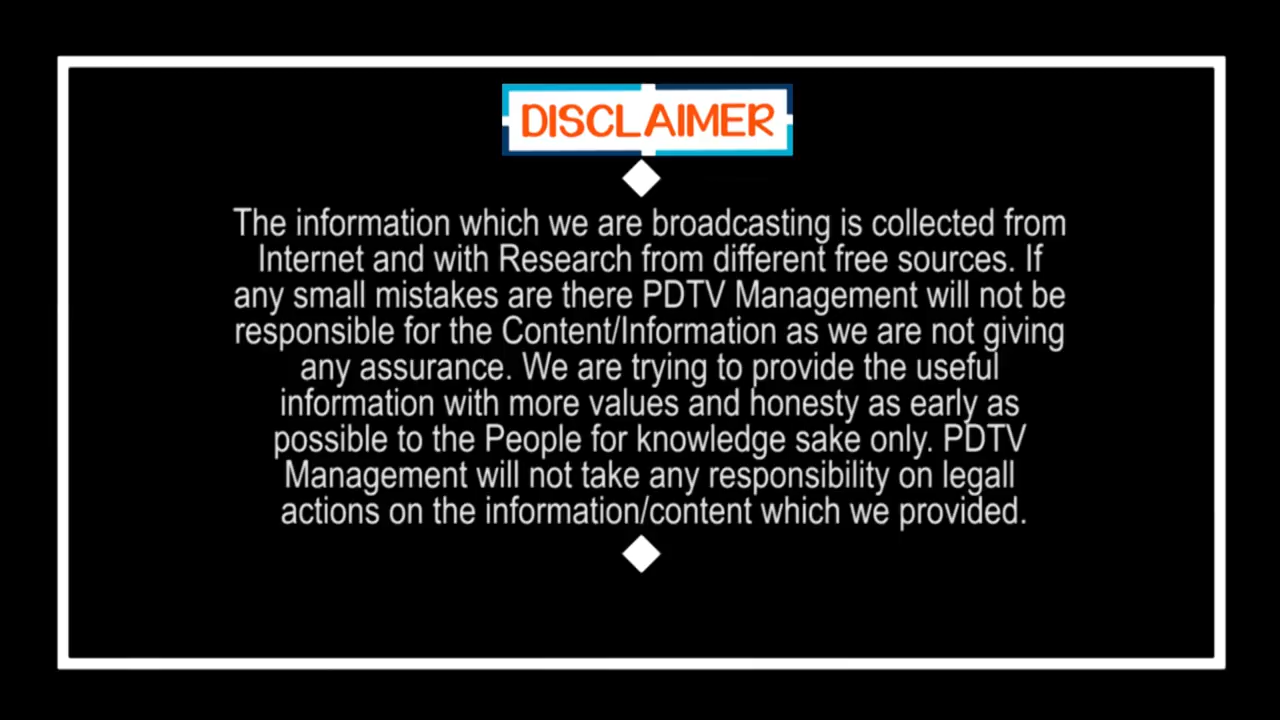 DISCLAIMER
The information which we are broadcasting is collected from
Internet and with Research from different free sources. If
any small mistakes are there PDTV Management will not be
responsible for the Content/Information as we are not giving
any assurance. We are trying to provide the useful
information with more values and honesty as early as
possible to the People for knowledge sake only. PDTV
Management will not take any responsibility on legall
actions on the information/content which we provided.